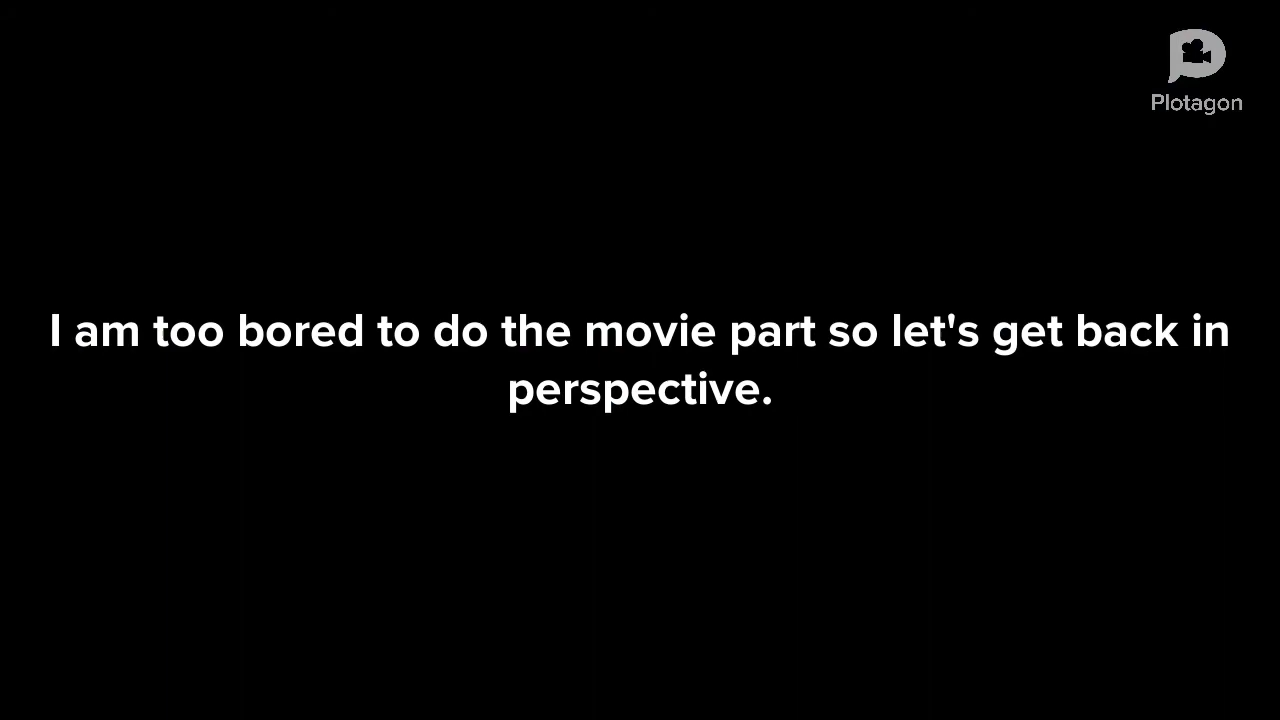 Plotagon
I am too bored to do the movie part so let's get back in
perspective.